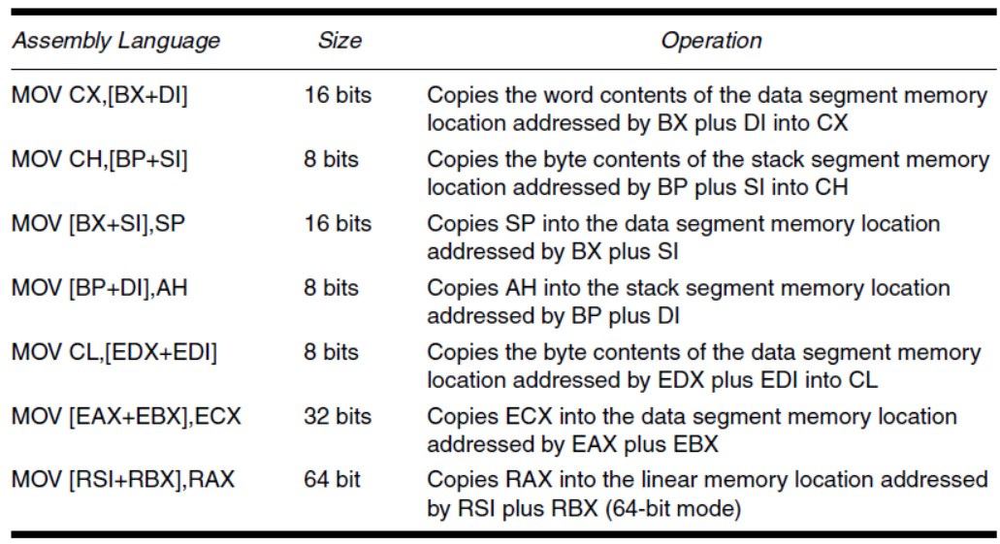 Assembly Language Size Operation
MOV CX,[BX+DI] 16 bits Copies the word contents of the data segment memory
location addressed by BX plus DI into CX
MOV CH,[BP+SI] 8 bits Copies the byte contents of the stack segment memory
location addressed by BP plus SI into CH
MOV [BX+SI],SP 16 bits Copies SP into the data segment memory location
addressed by BX plus SI
MOV [BP+DI],AH 8 bits Copies AH into the stack segment memory location
addressed by BP plus DI
MOV CL,[EDX+EDI] 8 bits Copies the byte contents of the data segment memory
location addressed by EDX plus EDI into CL
MOV [EAX+EBX],ECX 32 bits Copies ECX into the data segment memory location
addressed by EAX plus EBX
MOV [RSI+RBX],RAX 64 bit Copies RAX into the linear memory location addressed
by RSI plus RBX (64-bit mode)